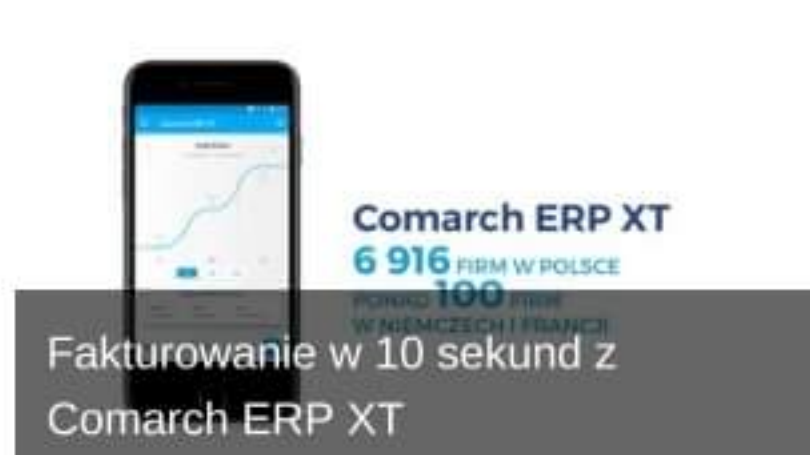 Comarch ERP XT
6 916 FIRM W POLSCE
PONAD 100 FIRM
W NIEMCZECH I FRANCJI
Fakturowanie w 10 sekund z
Comarch ERP XT